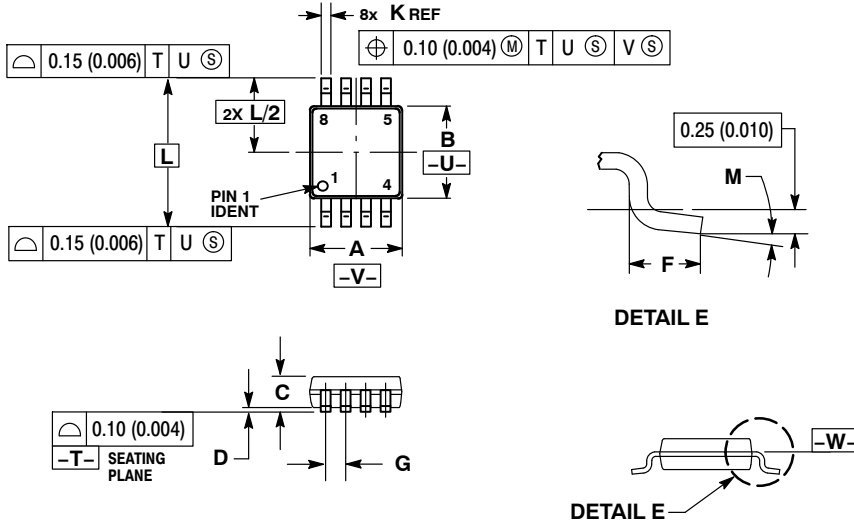 8x K REF
⌓ 0.15 (0.006) T U Ⓢ
⌖ 0.10 (0.004) Ⓜ T U Ⓢ V Ⓢ
2X L/2
8 5
B
-U-
L
PIN 1
IDENT
1 4
⌓ 0.15 (0.006) T U Ⓢ
A
-V-
0.25 (0.010)
M
F
DETAIL E
C
⌓ 0.10 (0.004)
-T- SEATING
PLANE
D
G
-W-
DETAIL E